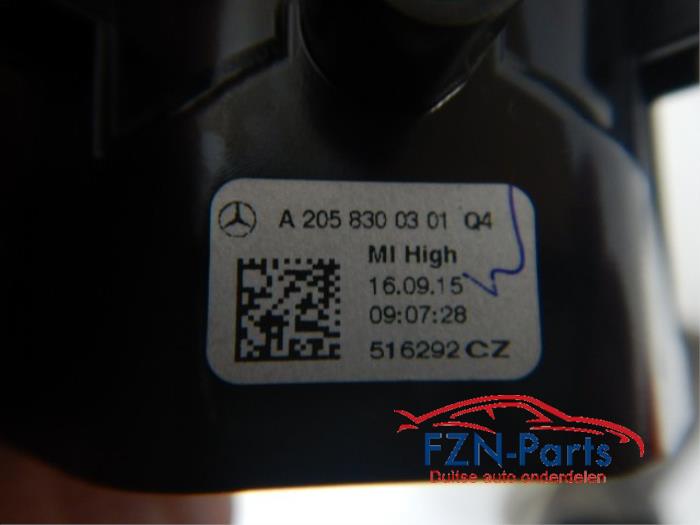 A 205 830 03 01 Q4
MI High
16.09.15
09:07:28
516292 CZ
FZN-Parts
Duitse auto onderdelen